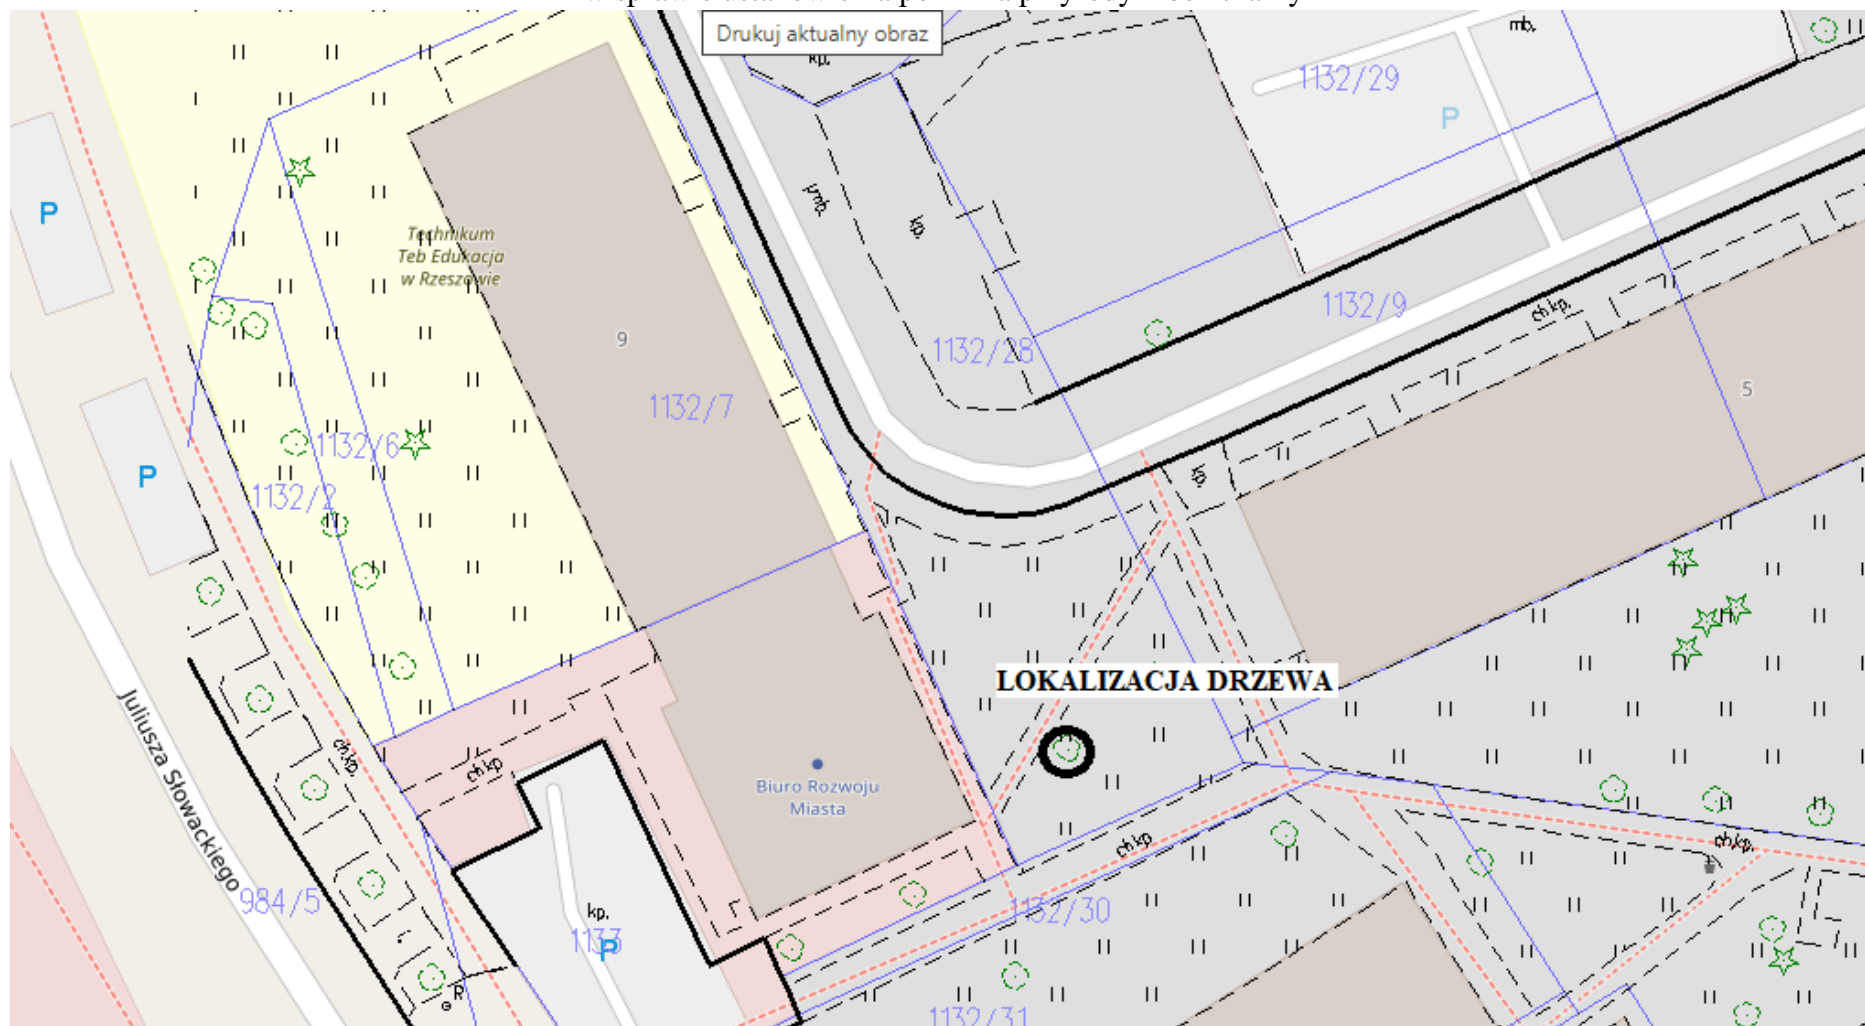 Drukuj aktualny obraz
kp.
mb.
1132/29
P
P
mb.
kp.
Technikum
Teb Edukacja
w Rzeszowie
9
1132/7
1132/28
1132/9
ch.kp.
5
1132/6
P
1132/2
kp.
LOKALIZACJA DRZEWA
Juliusza Słowackiego
ch.kp.
ch.kp
Biuro Rozwoju
Miasta
ch.kp
ch.kp.
984/5
kp.
1133
P
1132/30
R
1132/31